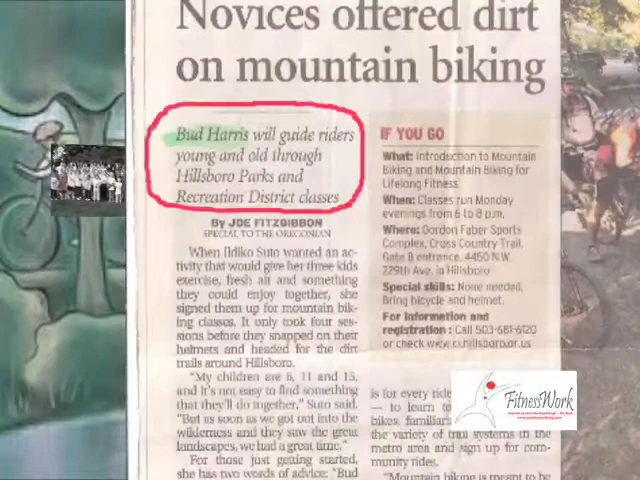 Novices offered dirt
on mountain biking
Bud Harris will guide riders
young and old through
Hillsboro Parks and
Recreation District classes
By JOE FITZGIBBON
SPECIAL TO THE OREGONIAN
When Ildiko Suto wanted an ac-
tivity that would give her three kids
exercise, fresh air and something
they could enjoy together, she
signed them up for mountain bik-
ing classes. It only took four ses-
sions before they snapped on their
helmets and headed for the dirt
trails around Hillsboro.
"My children are 6, 11 and 15,
and it's not easy to find something
that they'll do together," Suto said.
"But as soon as we got out into the
wilderness and they saw the great
landscapes, we had a great time."
For those just getting started,
she has two words of advice: "Bud
IF YOU GO
What: Introduction to Mountain
Biking and Mountain Biking for
Lifelong Fitness.
When: Classes run Monday
evenings from 6 to 8 p.m.
Where: Gordon Faber Sports
Complex, Cross Country Trail,
Gate B entrance, 4450 N.W.
229th Ave. in Hillsboro
Special skills: None needed.
Bring bicycle and helmet.
For information and
registration: Call 503-681-6120
or check www.ci.hillsboro.or.us
is for every ride
— to learn to
bikes, familiar
the variety of trail systems in the
metro area and sign up for com-
munity rides.
"Mountain biking is meant to be
FitnessWork